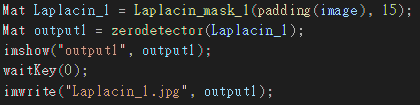 Mat Laplacin_1 = Laplacin_mask_1(padding(image), 15);
Mat output1 = zerodetector(Laplacin_1);
imshow("output1", output1);
waitKey(0);
imwrite("Laplacin_1.jpg", output1);